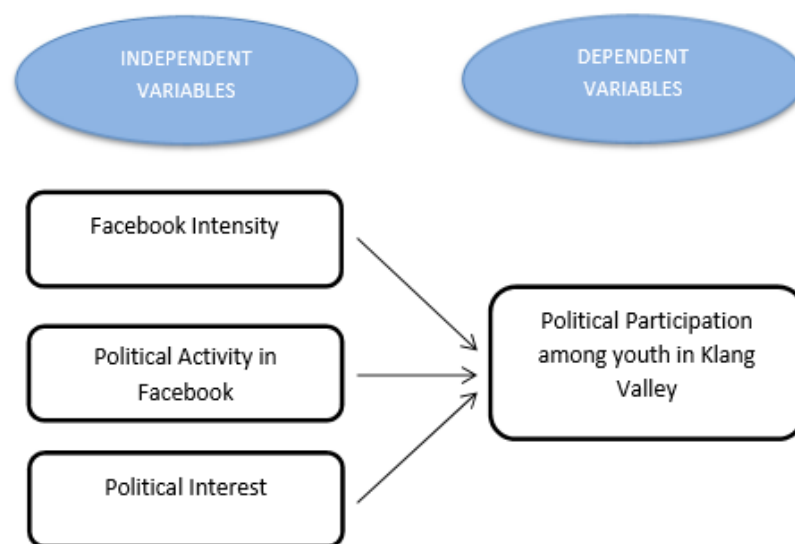 INDEPENDENT
VARIABLES
DEPENDENT
VARIABLES
Facebook Intensity
Political Activity in
Facebook
Political Interest
Political Participation
among youth in Klang
Valley